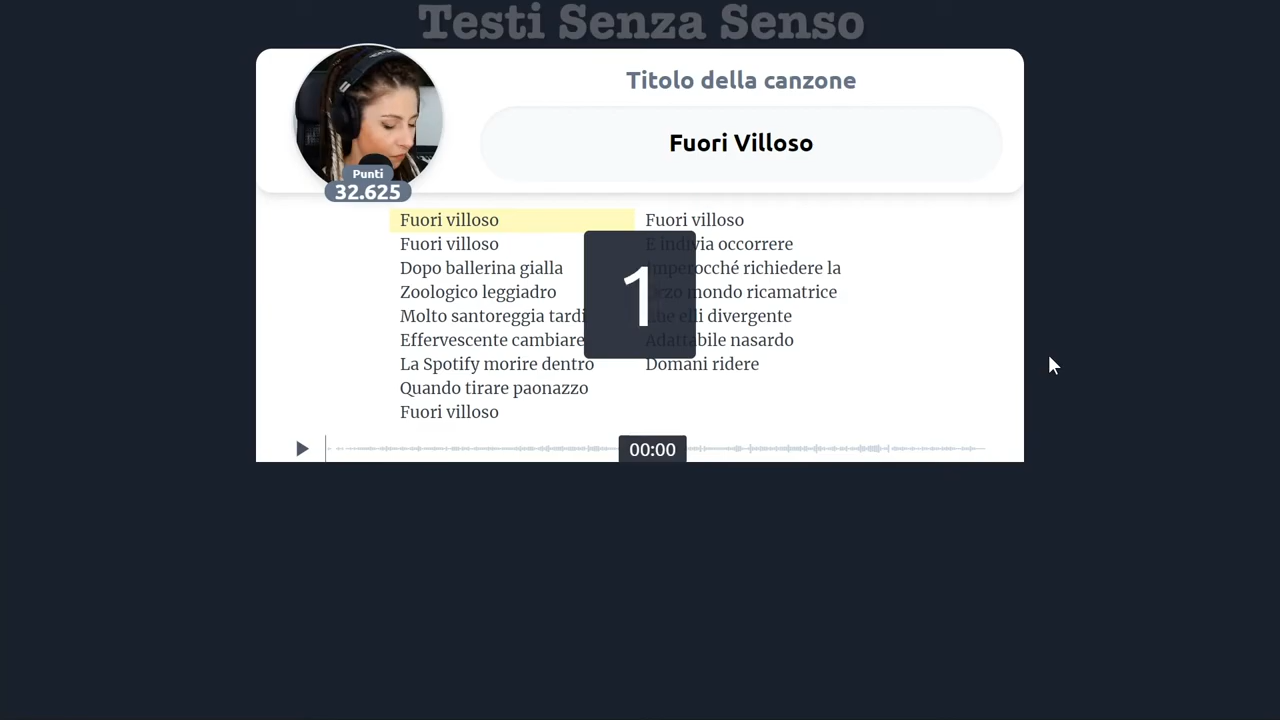 Testi Senza Senso
Titolo della canzone
Fuori Villoso
Punti
32.625
Fuori villoso
Fuori villoso
Dopo ballerina gialla
Zoologico leggiadro
Molto santoreggia tardi
Effervescente cambiare
La Spotify morire dentro
Quando tirare paonazzo
Fuori villoso
Fuori villoso
E indivia occorrere
Imperocché richiedere la
mondo ricamatrice
divergente
Adattabile nasardo
Domani ridere
1
00:00